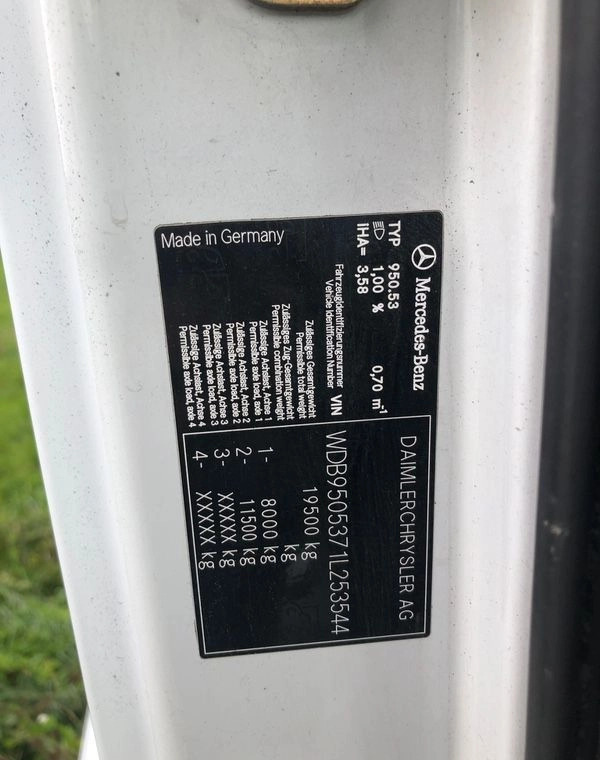 Mercedes-Benz
DAIMLERCHRYSLER AG
TYP 950.53
1,00 % 0,70 m¹
IHA= 3,58
Fahrzeugidentifizierungsnummer
Vehicle Identification Number VIN WDB9505371L253544
Zulässiges Gesamtgewicht
Permissible total weight 19500 kg
Zulässiges Zug-Gesamtgewicht
Permissible combination weight kg
Zulässige Achslast, Achse 1
Permissible axle load, axle 1 1- 8000 kg
Zulässige Achslast, Achse 2
Permissible axle load, axle 2 2- 11500 kg
Zulässige Achslast, Achse 3
Permissible axle load, axle 3 3- XXXXX kg
Zulässige Achslast, Achse 4
Permissible axle load, axle 4 4- XXXXX kg
Made in Germany